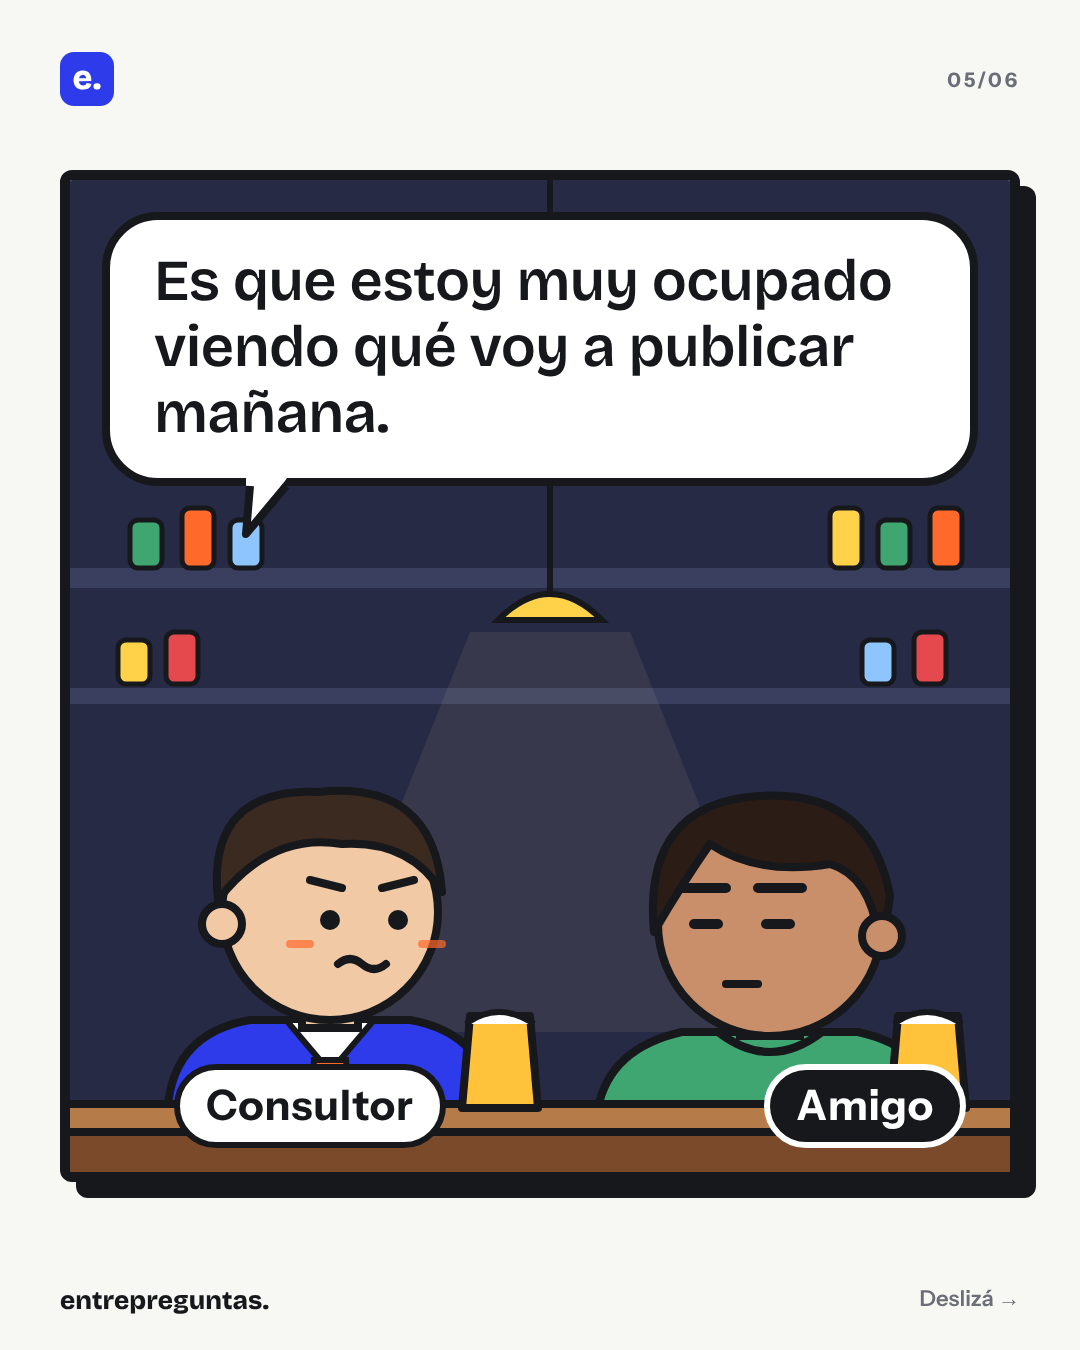 e.
05/06
Es que estoy muy ocupado
viendo qué voy a publicar
mañana.
Consultor
Amigo
entrepreguntas.
Deslizá →